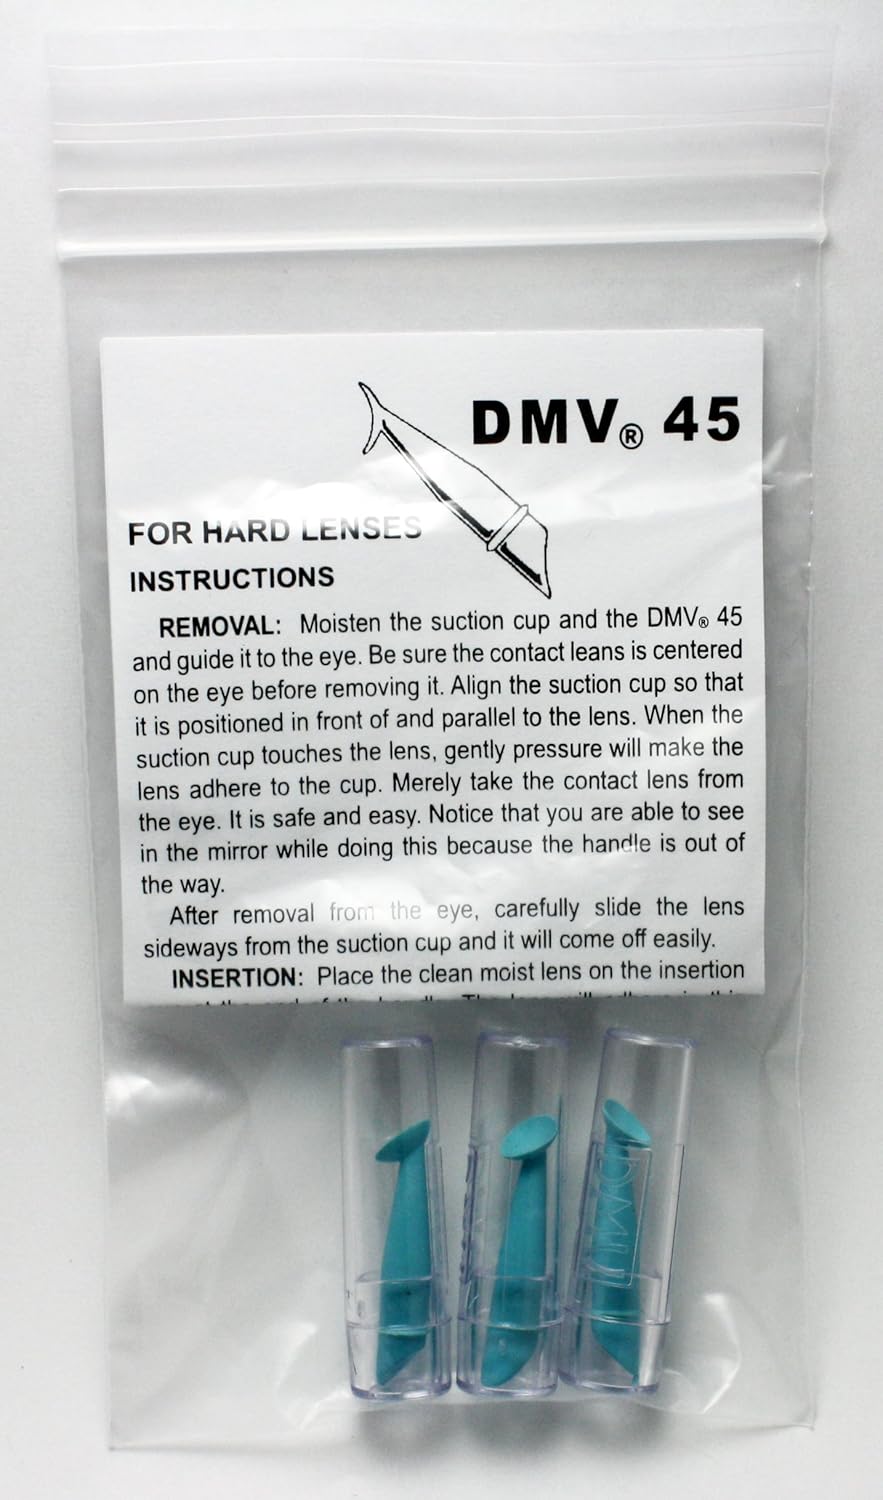 DMV® 45
FOR HARD LENSES
INSTRUCTIONS
REMOVAL: Moisten the suction cup and the DMV® 45
and guide it to the eye. Be sure the contact leans is centered
on the eye before removing it. Align the suction cup so that
it is positioned in front of and parallel to the lens. When the
suction cup touches the lens, gently pressure will make the
lens adhere to the cup. Merely take the contact lens from
the eye. It is safe and easy. Notice that you are able to see
in the mirror while doing this because the handle is out of
the way.
After removal from the eye, carefully slide the lens
sideways from the suction cup and it will come off easily.
INSERTION: Place the clean moist lens on the insertion
DMV